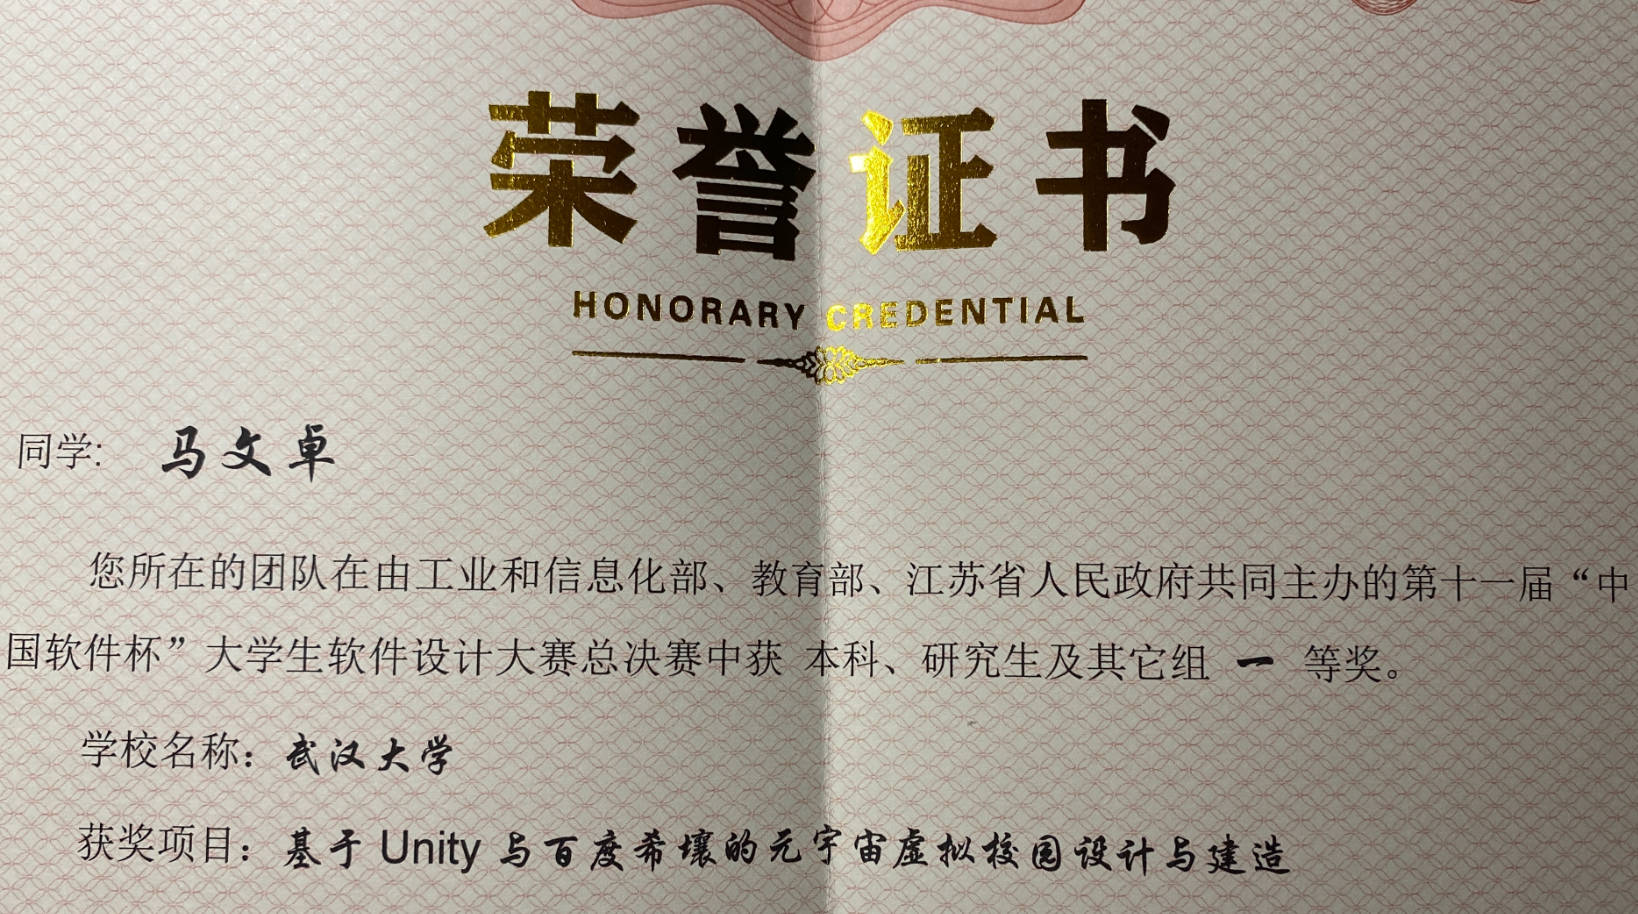 荣誉证书
HONORARY CREDENTIAL
同学: 马文卓
您所在的团队在由工业和信息化部、教育部、江苏省人民政府共同主办的第十一届“中
国软件杯”大学生软件设计大赛总决赛中获 本科、研究生及其它组 一 等奖。
学校名称：武汉大学
获奖项目：基于 Unity 与百度希壤的元宇宙虚拟校园设计与建造